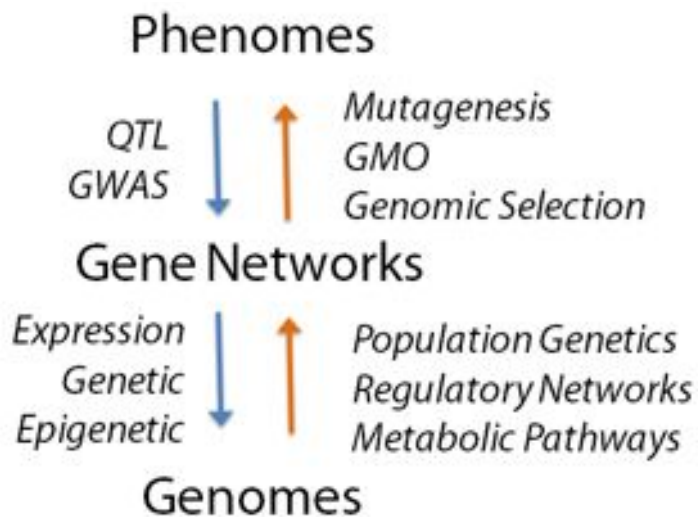 Phenomes
QTL
GWAS
Mutagenesis
GMO
Genomic Selection
Gene Networks
Expression
Genetic
Epigenetic
Population Genetics
Regulatory Networks
Metabolic Pathways
Genomes